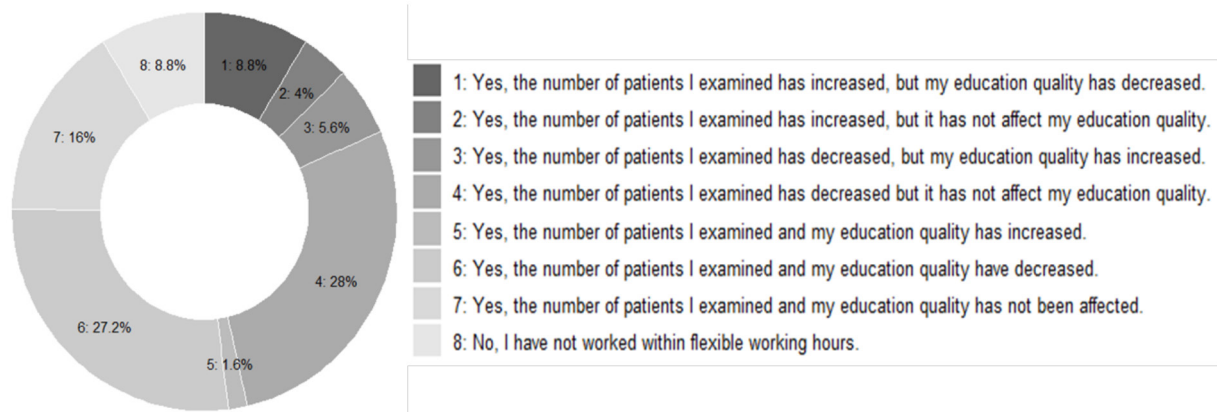 8: 8.8%
1: 8.8%
2: 4%
3: 5.6%
7: 16%
4: 28%
6: 27.2%
5: 1.6%
1: Yes, the number of patients I examined has increased, but my education quality has decreased.
2: Yes, the number of patients I examined has increased, but it has not affect my education quality.
3: Yes, the number of patients I examined has decreased, but my education quality has increased.
4: Yes, the number of patients I examined has decreased but it has not affect my education quality.
5: Yes, the number of patients I examined and my education quality has increased.
6: Yes, the number of patients I examined and my education quality have decreased.
7: Yes, the number of patients I examined and my education quality has not been affected.
8: No, I have not worked within flexible working hours.